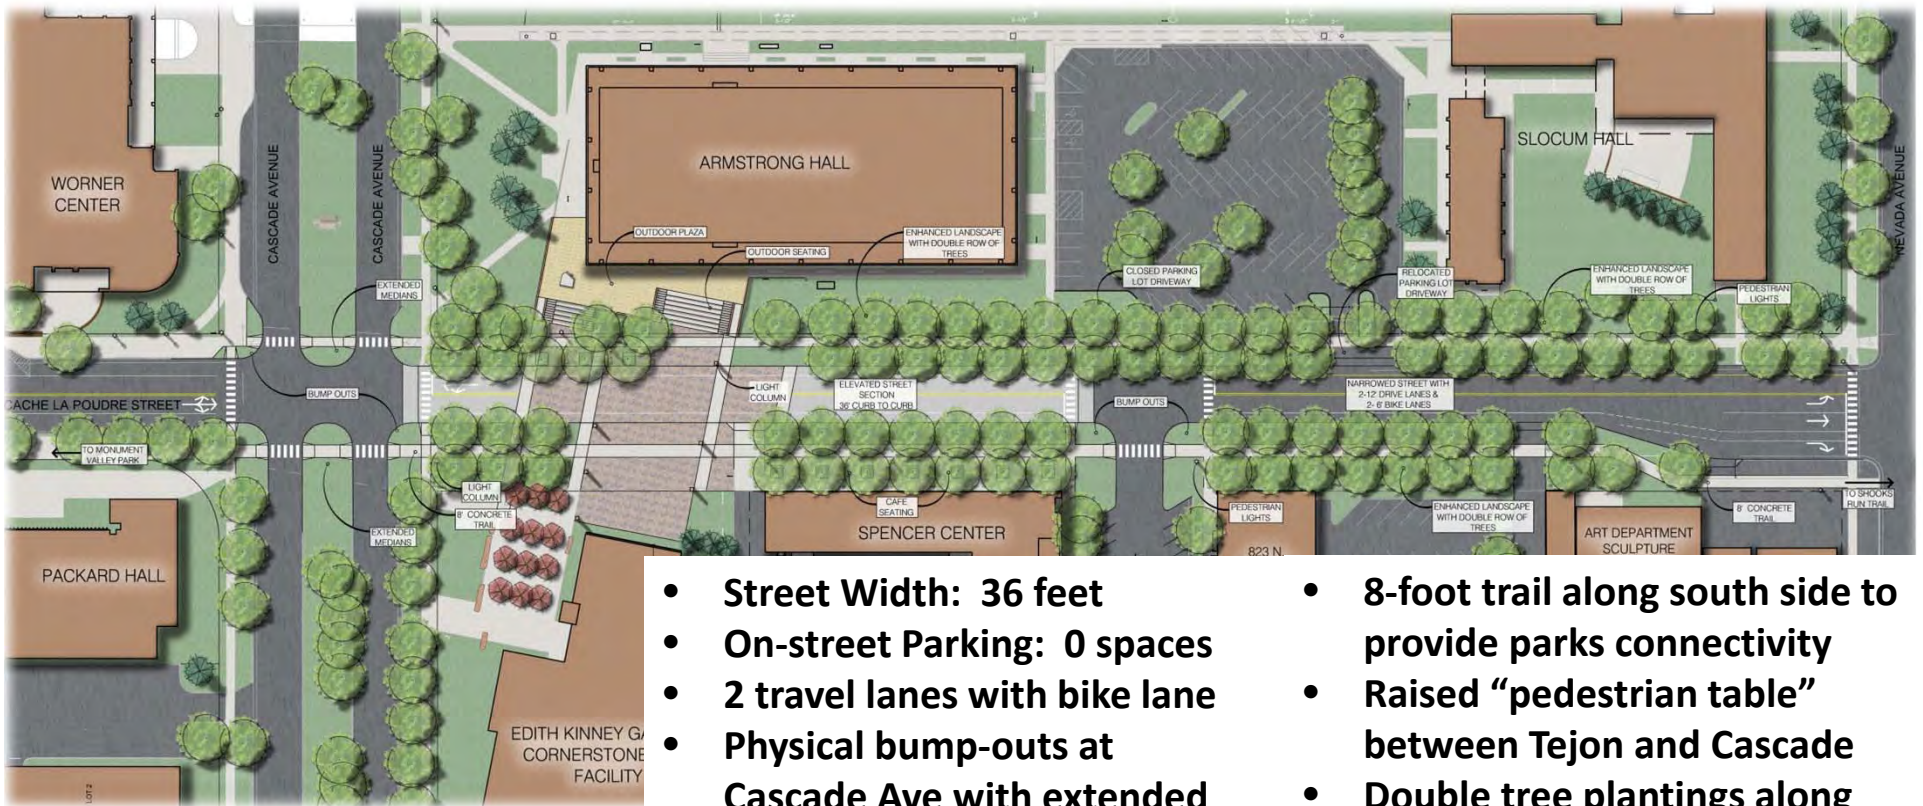 WORNER
CENTER
CASCADE AVENUE
CASCADE AVENUE
ARMSTRONG HALL
SLOCUM HALL
NEVADA AVENUE
OUTDOOR PLAZA
OUTDOOR SEATING
ENHANCED LANDSCAPE
WITH DOUBLE ROW OF
TREES
EXTENDED
MEDIANS
CLOSED PARKING
LOT DRIVEWAY
RELOCATED
PARKING LOT
DRIVEWAY
ENHANCED LANDSCAPE
WITH DOUBLE ROW OF
TREES
PEDESTRIAN
LIGHTS
CACHE LA POUDRE STREET
BUMP OUTS
LIGHT
COLUMN
ELEVATED STREET
SECTION
36' CURB TO CURB
BUMP OUTS
NARROWED STREET WITH
2-12' DRIVE LANES &
2- 6' BIKE LANES
TO MONUMENT
VALLEY PARK
LIGHT
COLUMN
8' CONCRETE
TRAIL
EXTENDED
MEDIANS
CAFE
SEATING
SPENCER CENTER
PEDESTRIAN
LIGHTS
823 N.
ENHANCED LANDSCAPE
WITH DOUBLE ROW OF
TREES
8' CONCRETE
TRAIL
TO SHOOKS
RUN TRAIL
ART DEPARTMENT
SCULPTURE
PACKARD HALL
EDITH KINNEY GA
CORNERSTONE
FACILITY
LOT 2
• Street Width: 36 feet
• On-street Parking: 0 spaces
• 2 travel lanes with bike lane
• Physical bump-outs at
Cascade Ave with extended
• 8-foot trail along south side to
provide parks connectivity
• Raised “pedestrian table”
between Tejon and Cascade
• Double tree plantings along